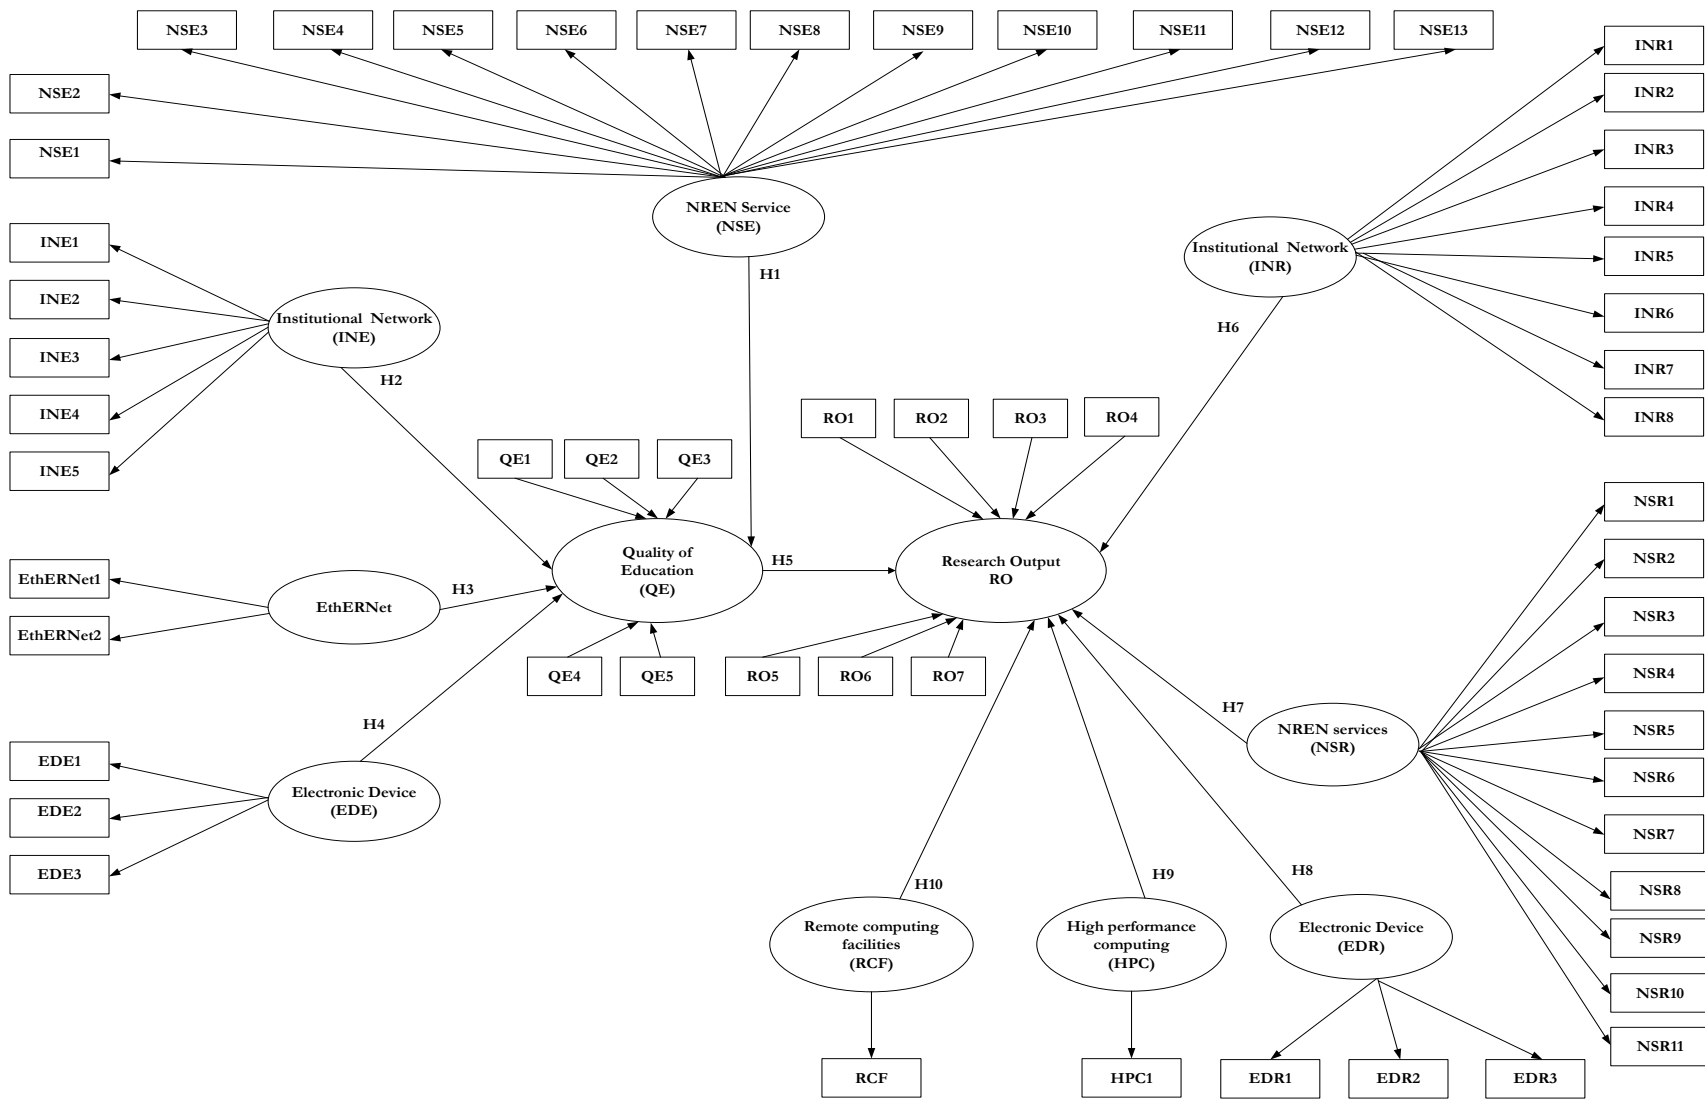 NSE3
NSE4
NSE5
NSE6
NSE7
NSE8
NSE9
NSE10
NSE11
NSE12
NSE13
INR1
NSE2
INR2
NSE1
INR3
NREN Service
(NSE)
INR4
INE1
Institutional Network
(INR)
INR5
H1
INE2
INR6
Institutional Network
(INE)
H6
INE3
INR7
H2
INE4
RO1
RO2
RO3
RO4
INR8
INE5
QE1
QE2
QE3
NSR1
Quality of
Education
(QE)
H5
Research Output
RO
NSR2
EthERNet1
H3
EthERNet
NSR3
EthERNet2
QE4
QE5
RO5
RO6
RO7
NSR4
H4
H7
NREN services
(NSR)
NSR5
EDE1
NSR6
Electronic Device
(EDE)
EDE2
NSR7
EDE3
H10
H9
H8
NSR8
Remote computing
facilities
(RCF)
High performance
computing
(HPC)
Electronic Device
(EDR)
NSR9
NSR10
NSR11
RCF
HPC1
EDR1
EDR2
EDR3